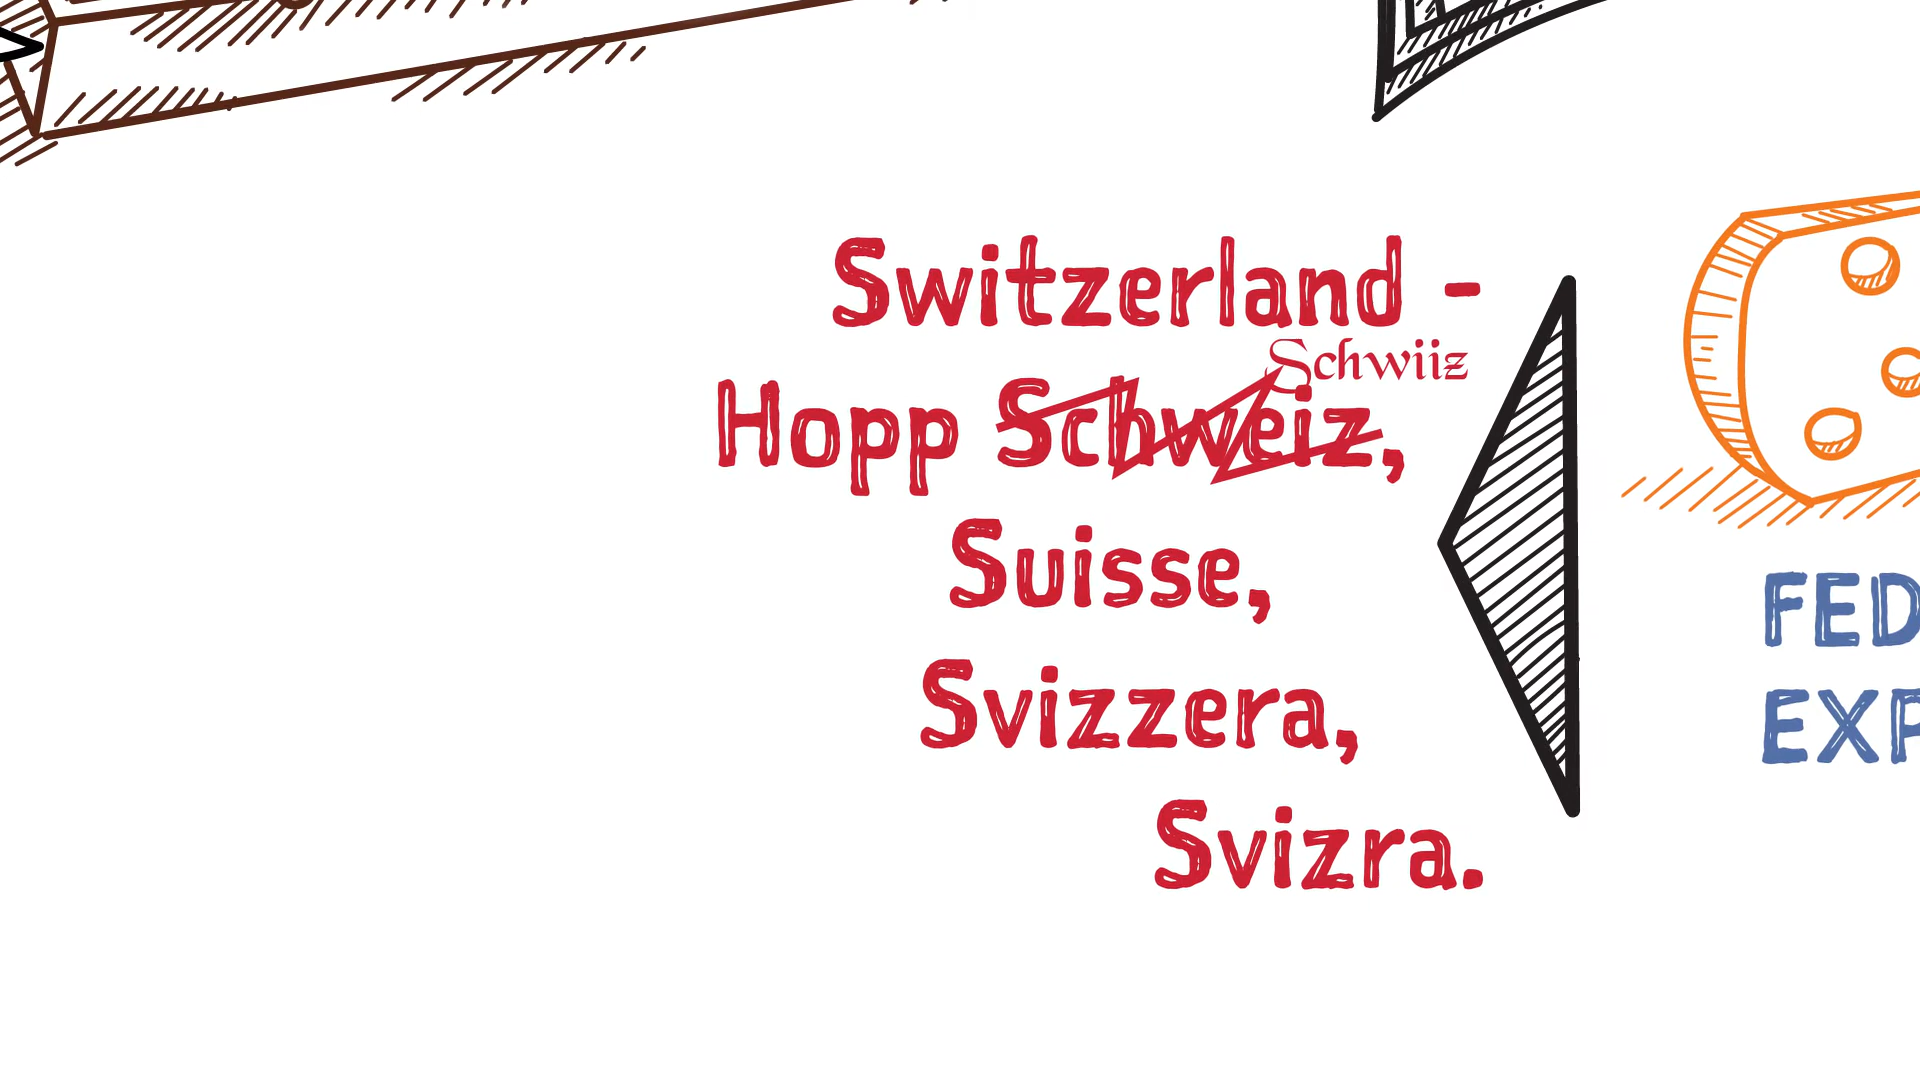 Switzerland -
Schwiiz
Hopp Schweiz,
Suisse,
Svizzera,
Svizra.
FED
EXP